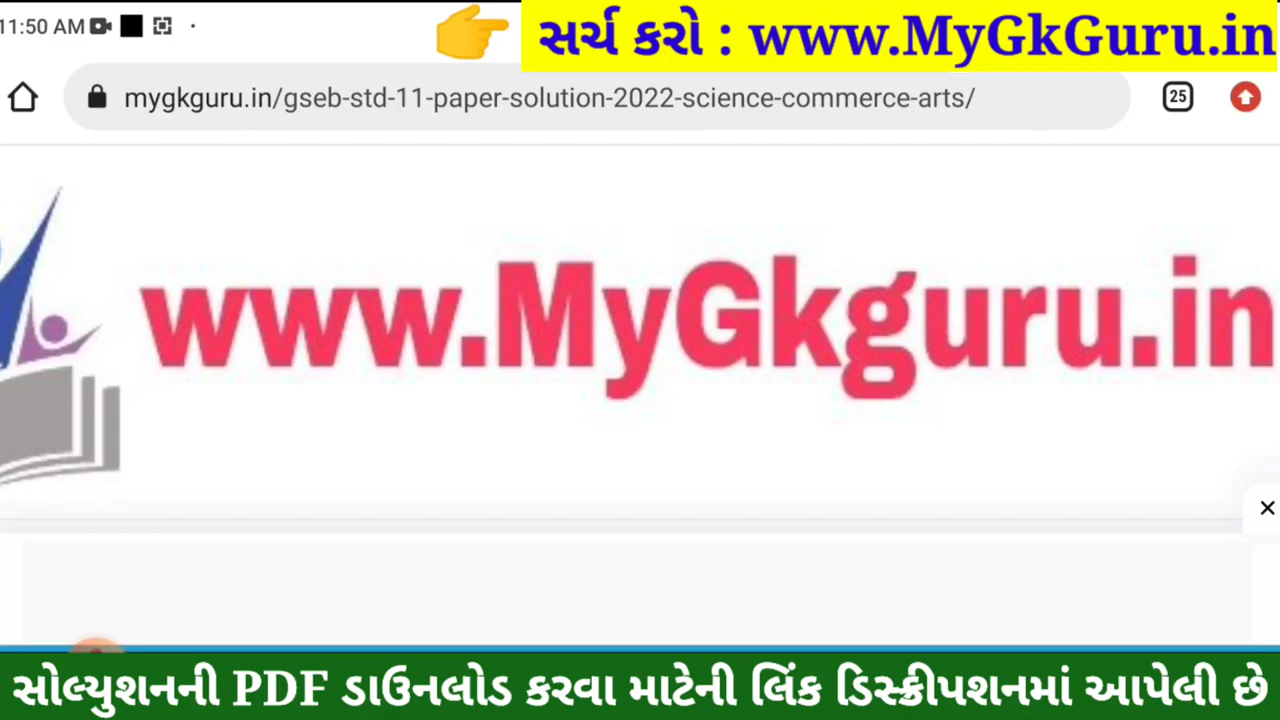 11:50 AM
સર્ચ કરો : www.MyGkGuru.in
mygkguru.in/gseb-std-11-paper-solution-2022-science-commerce-arts/
25
www.MyGkguru.in
સોલ્યુશનની PDF ડાઉનલોડ કરવા માટેની લિંક ડિસ્ક્રીપશનમાં આપેલી છે